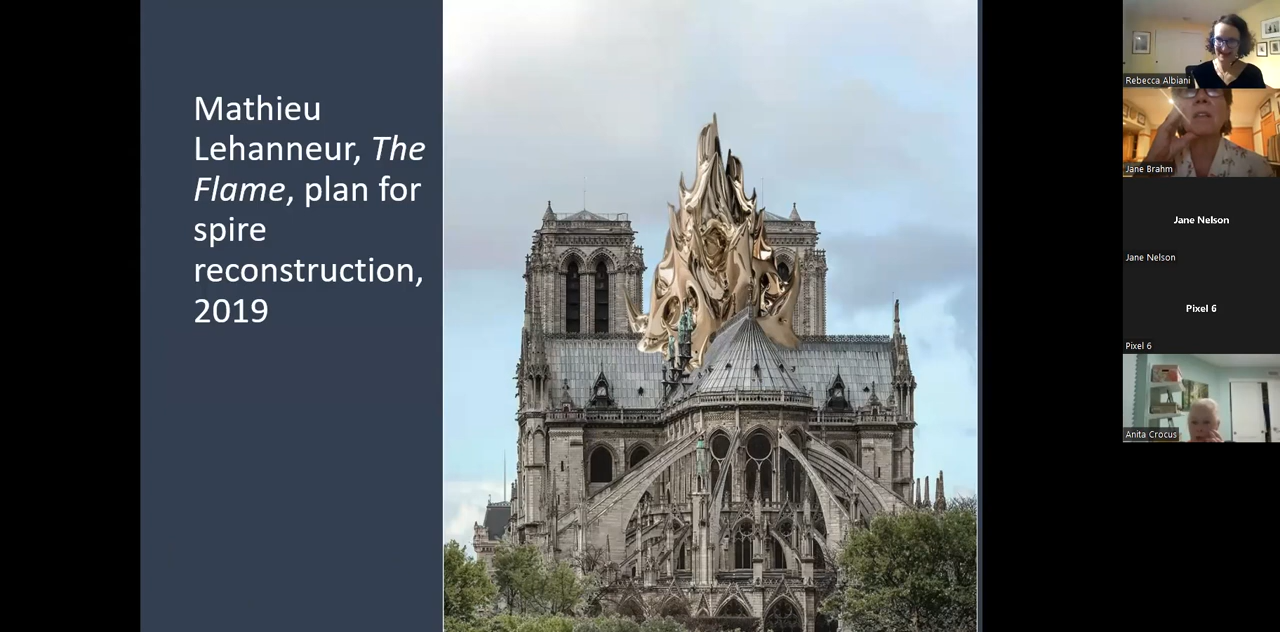 Mathieu
Lehanneur, The
Flame, plan for
spire
reconstruction,
2019
Rebecca Albiani
Jane Brahm
Jane Nelson
Jane Nelson
Pixel 6
Pixel 6
Anita Crocus